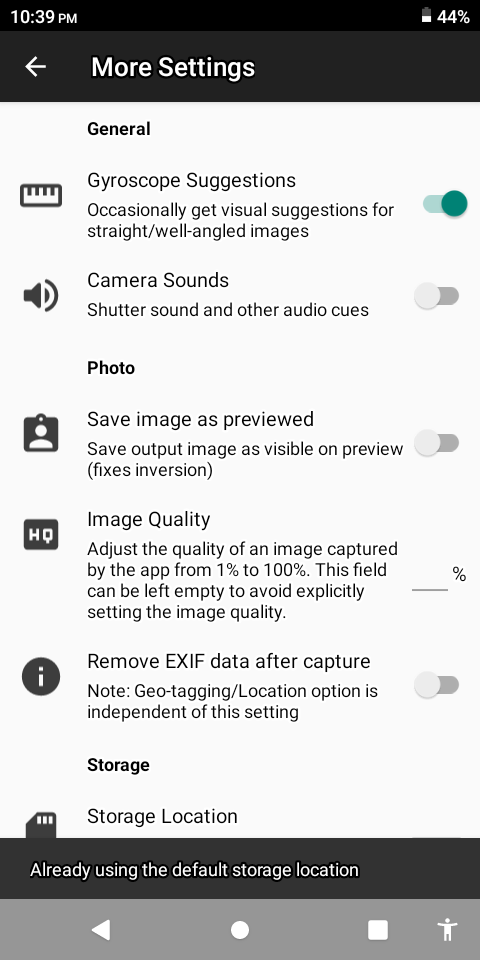 10:39 PM
44%
More Settings
General
Gyroscope Suggestions
Occasionally get visual suggestions for
straight/well-angled images
Camera Sounds
Shutter sound and other audio cues
Photo
Save image as previewed
Save output image as visible on preview
(fixes inversion)
HQ
Image Quality
Adjust the quality of an image captured
by the app from 1% to 100%. This field
can be left empty to avoid explicitly
setting the image quality.
%
Remove EXIF data after capture
Note: Geo-tagging/Location option is
independent of this setting
Storage
Storage Location
Already using the default storage location